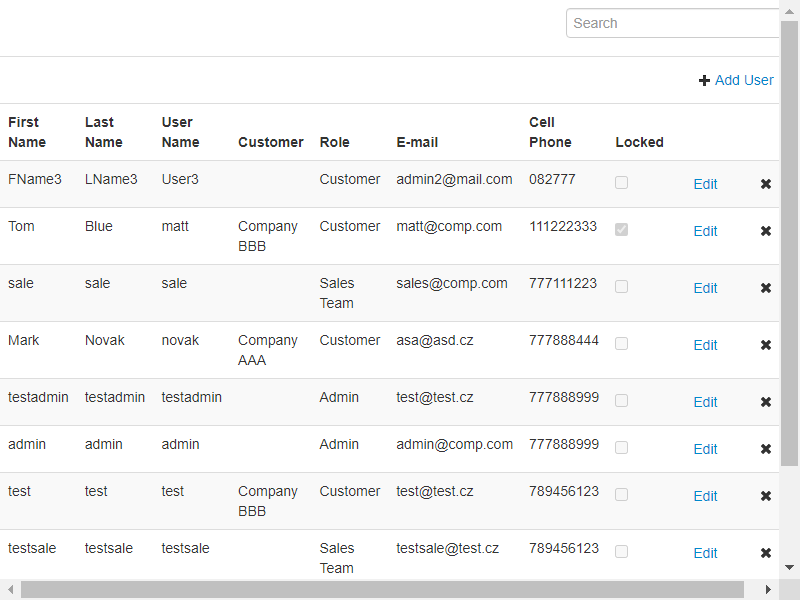 Search
Add User
First Name Last Name User Name Customer Role E-mail Cell Phone Locked
FName3 LName3 User3 Customer admin2@mail.com 082777 Edit
Tom Blue matt Company BBB Customer matt@comp.com 111222333 Edit
sale sale sale Sales Team sales@comp.com 777111223 Edit
Mark Novak novak Company AAA Customer asa@asd.cz 777888444 Edit
testadmin testadmin testadmin Admin test@test.cz 777888999 Edit
admin admin admin Admin admin@comp.com 777888999 Edit
test test test Company BBB Customer test@test.cz 789456123 Edit
testsale testsale testsale Sales Team testsale@test.cz 789456123 Edit